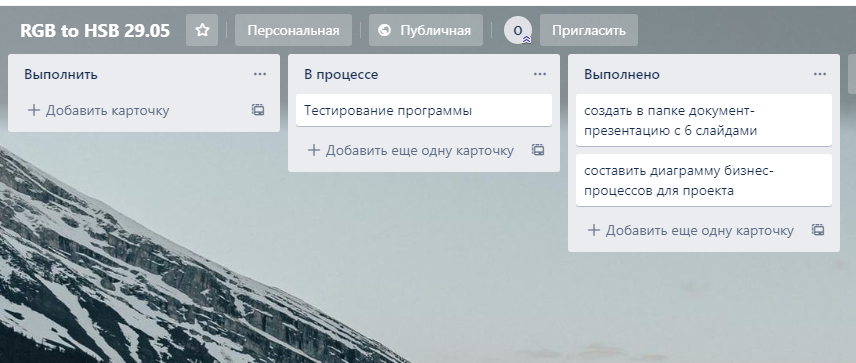 RGB to HSB 29.05
Персональная
Публичная
О
Пригласить
Выполнить
Добавить карточку
В процессе
Тестирование программы
Добавить еще одну карточку
Выполнено
создать в папке документ-
презентацию с 6 слайдами
составить диаграмму бизнес-
процессов для проекта
Добавить еще одну карточку